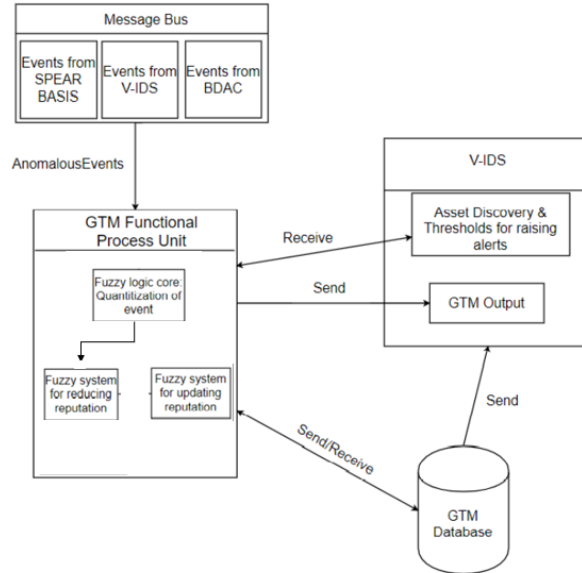 Message Bus
Events from
SPEAR
BASIS
Events from
V-IDS
Events from
BDAC
AnomalousEvents
GTM Functional
Process Unit
Fuzzy logic core:
Quantitization of
event
Fuzzy system
for reducing
reputation
Fuzzy system
for updating
reputation
Receive
Send
V-IDS
Asset Discovery &
Thresholds for raising
alerts
GTM Output
Send
Send/Receive
GTM
Database